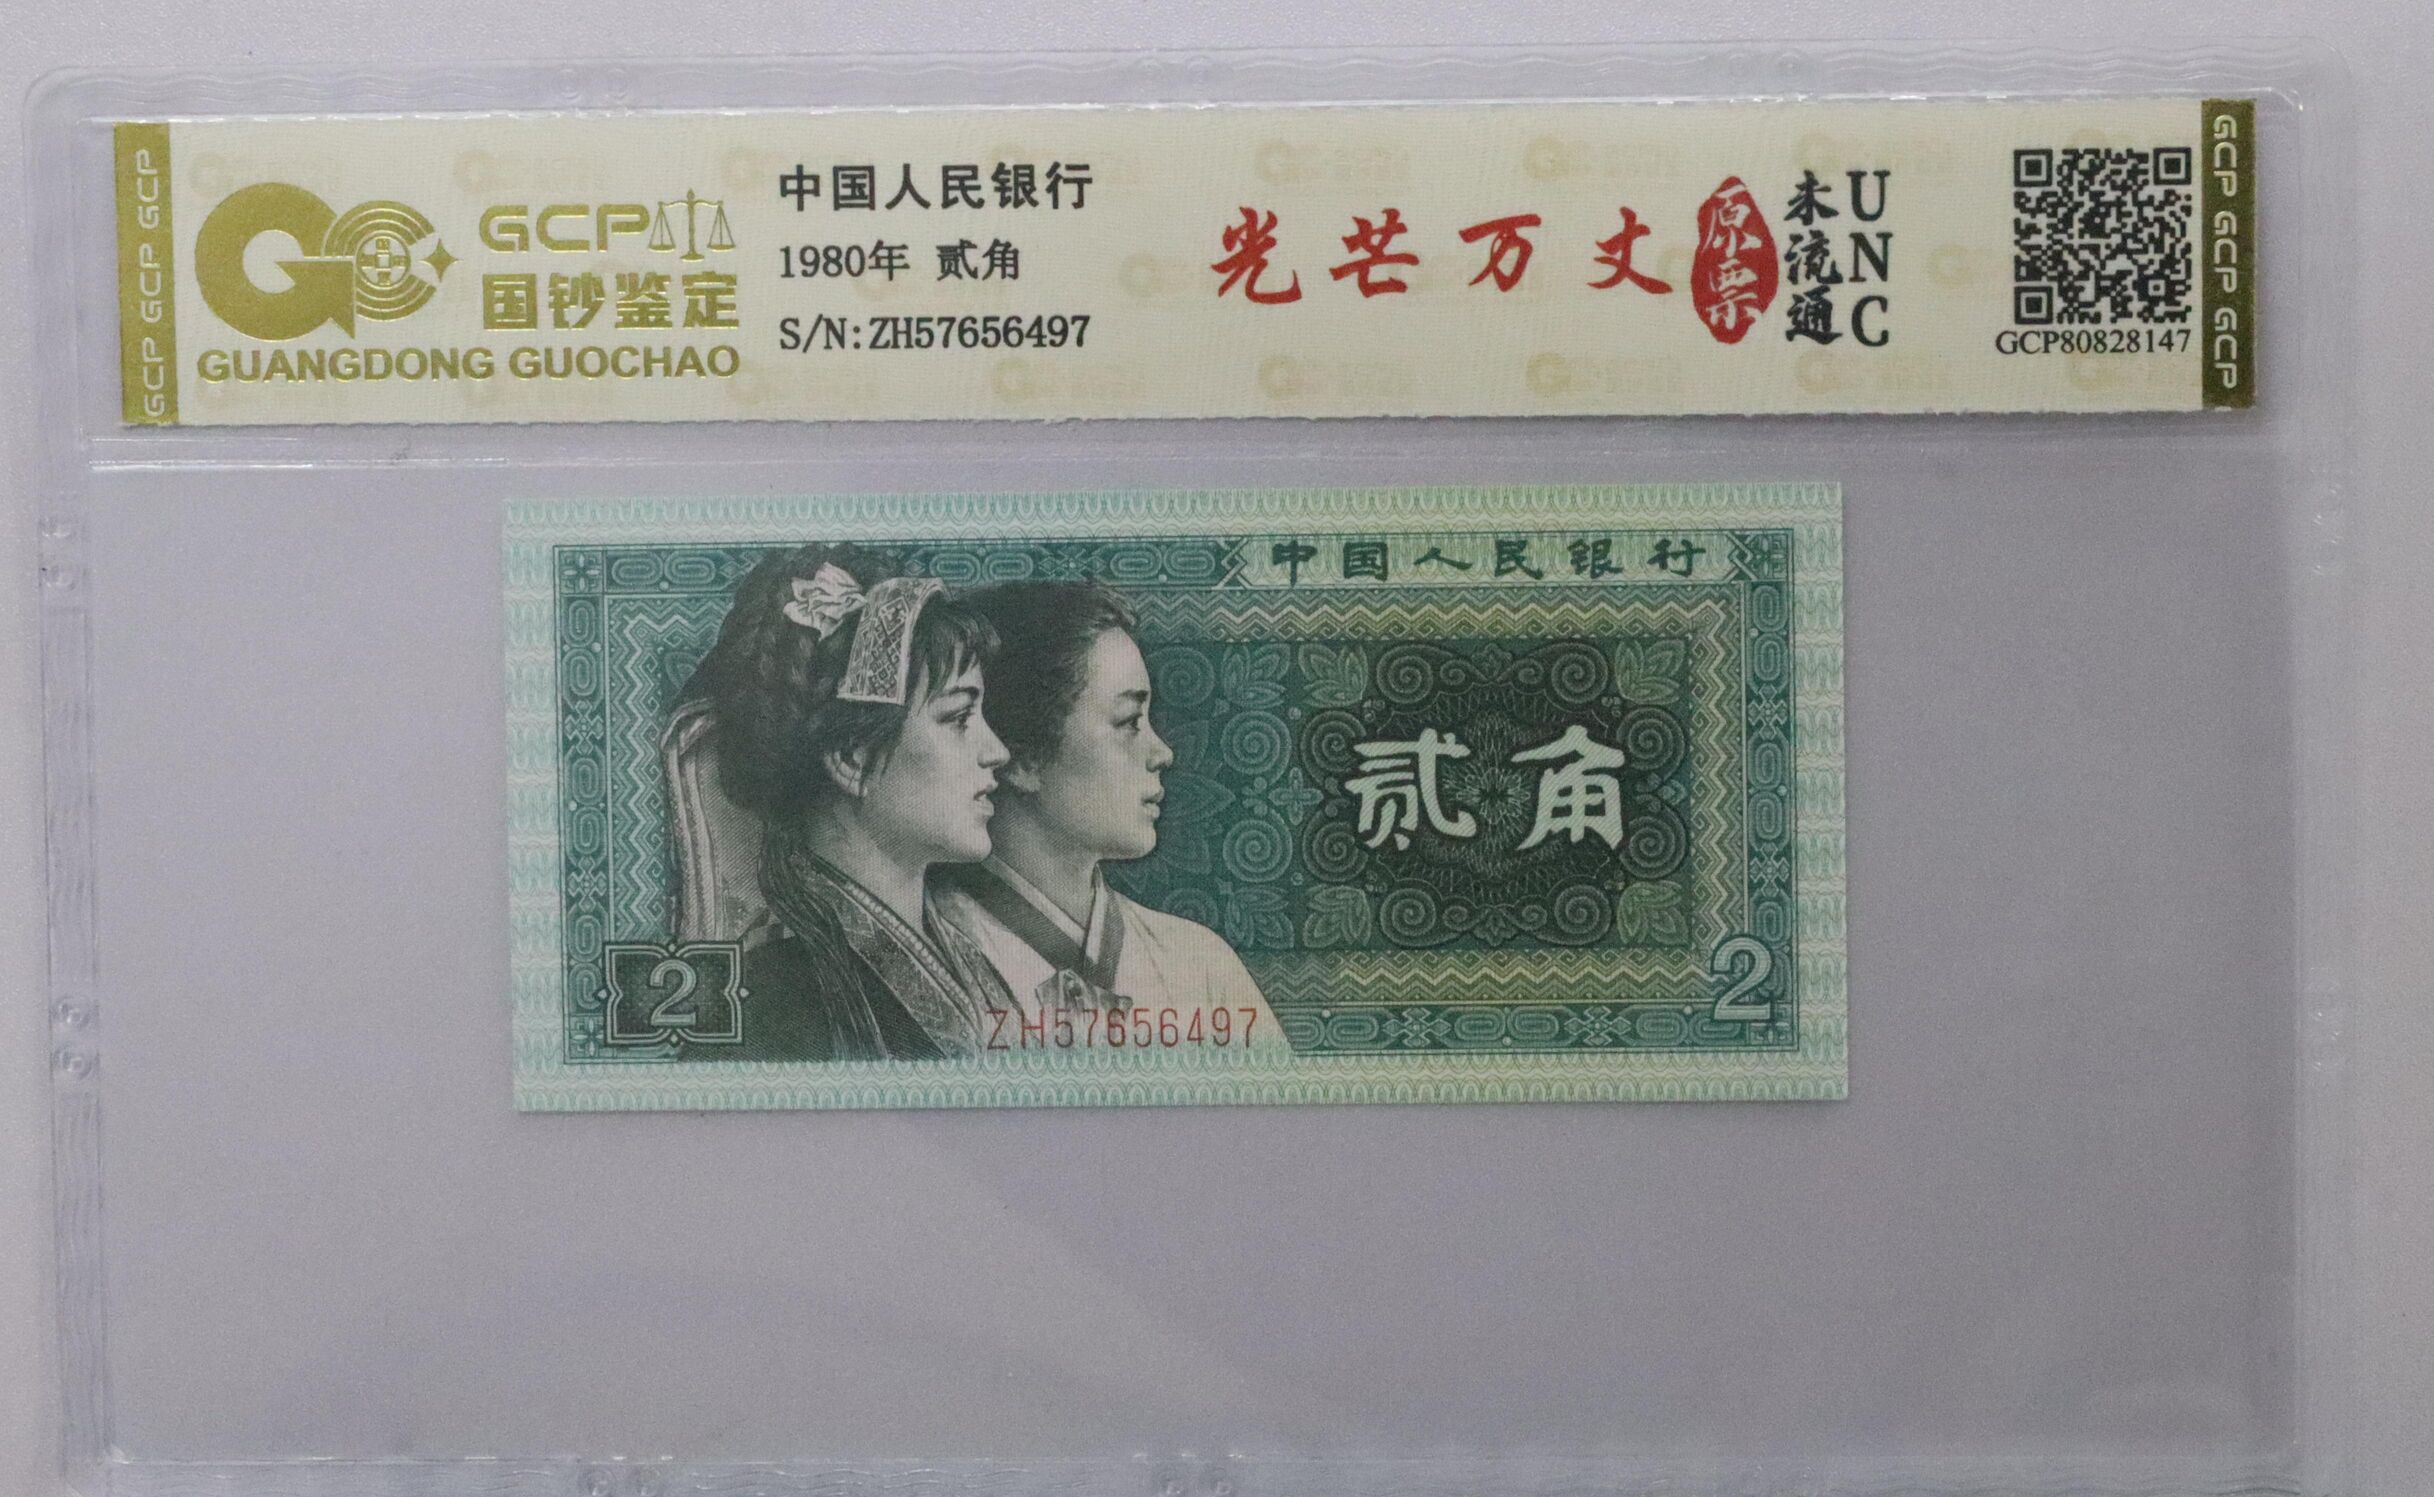 GCP GCP GCP
GCP
国钞鉴定
GUANGDONG GUOCHAO
中国人民银行
1980年 贰角
S/N:ZH57656497
光芒万丈
原票
未流通
UNC
GCP80828147
GCP GCP GCP
中国人民银行
贰角
2
2
ZH57656497